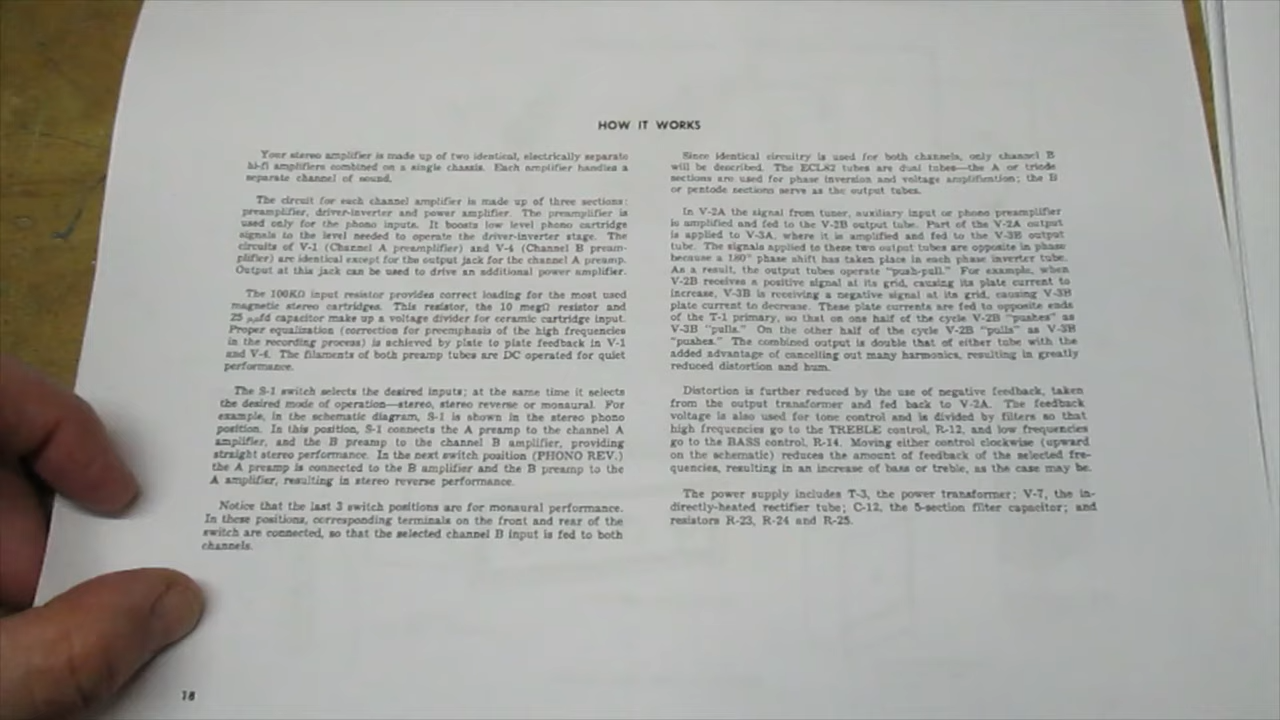 HOW IT WORKS
Your stereo amplifier is made up of two identical, electrically separate
hi-fi amplifiers combined on a single chassis. Each amplifier handles a
separate channel of sound.
The circuit for each channel amplifier is made up of three sections:
preamplifier, driver-inverter and power amplifier. The preamplifier is
used only for the phono inputs. It boosts low level phono cartridge
signals to the level needed to operate the driver-inverter stage. The
circuits of V-1 (Channel A preamplifier) and V-4 (Channel B pream-
plifier) are identical except for the output jack for the channel A preamp.
Output at this jack can be used to drive an additional power amplifier.
The 100KΩ input resistor provides correct loading for the most used
magnetic stereo cartridges. This resistor, the 10 megΩ resistor and
25 μμfd capacitor make up a voltage divider for ceramic cartridge input.
Proper equalization (correction for preemphasis of the high frequencies
in the recording process) is achieved by plate to plate feedback in V-1
and V-4. The filaments of both preamp tubes are DC operated for quiet
performance.
The S-1 switch selects the desired inputs; at the same time it selects
the desired mode of operation—stereo, stereo reverse or monaural. For
example, in the schematic diagram, S-1 is shown in the stereo phono
position. In this position, S-1 connects the A preamp to the channel A
amplifier, and the B preamp to the channel B amplifier, providing
straight stereo performance. In the next switch position (PHONO REV.)
the A preamp is connected to the B amplifier and the B preamp to the
A amplifier, resulting in stereo reverse performance.
Notice that the last 3 switch positions are for monaural performance.
In these positions, corresponding terminals on the front and rear of the
switch are connected, so that the selected channel B input is fed to both
channels.
Since identical circuitry is used for both channels, only channel B
will be described. The ECL82 tubes are dual tubes—the A or triode
sections are used for phase inversion and voltage amplification; the B
or pentode sections serve as the output tubes.
In V-2A the signal from tuner, auxiliary input or phono preamplifier
is amplified and fed to the V-2B output tube. Part of the V-2A output
is applied to V-3A, where it is amplified and fed to the V-3B output
tube. The signals applied to these two output tubes are opposite in phase
because a 180° phase shift has taken place in each phase inverter tube.
As a result, the output tubes operate "push-pull." For example, when
V-2B receives a positive signal at its grid, causing its plate current to
increase, V-3B is receiving a negative signal at its grid, causing V-3B
plate current to decrease. These plate currents are fed to opposite ends
of the T-1 primary, so that on one half of the cycle V-2B "pushes" as
V-3B "pulls." On the other half of the cycle V-2B "pulls" as V-3B
"pushes." The combined output is double that of either tube with the
added advantage of cancelling out many harmonics, resulting in greatly
reduced distortion and hum.
Distortion is further reduced by the use of negative feedback, taken
from the output transformer and fed back to V-2A. The feedback
voltage is also used for tone control and is divided by filters so that
high frequencies go to the TREBLE control, R-12, and low frequencies
go to the BASS control, R-14. Moving either control clockwise (upward
on the schematic) reduces the amount of feedback of the selected fre-
quencies, resulting in an increase of bass or treble, as the case may be.
The power supply includes T-3, the power transformer; V-7, the in-
directly-heated rectifier tube; C-12, the 5-section filter capacitor; and
resistors R-23, R-24 and R-25.
18